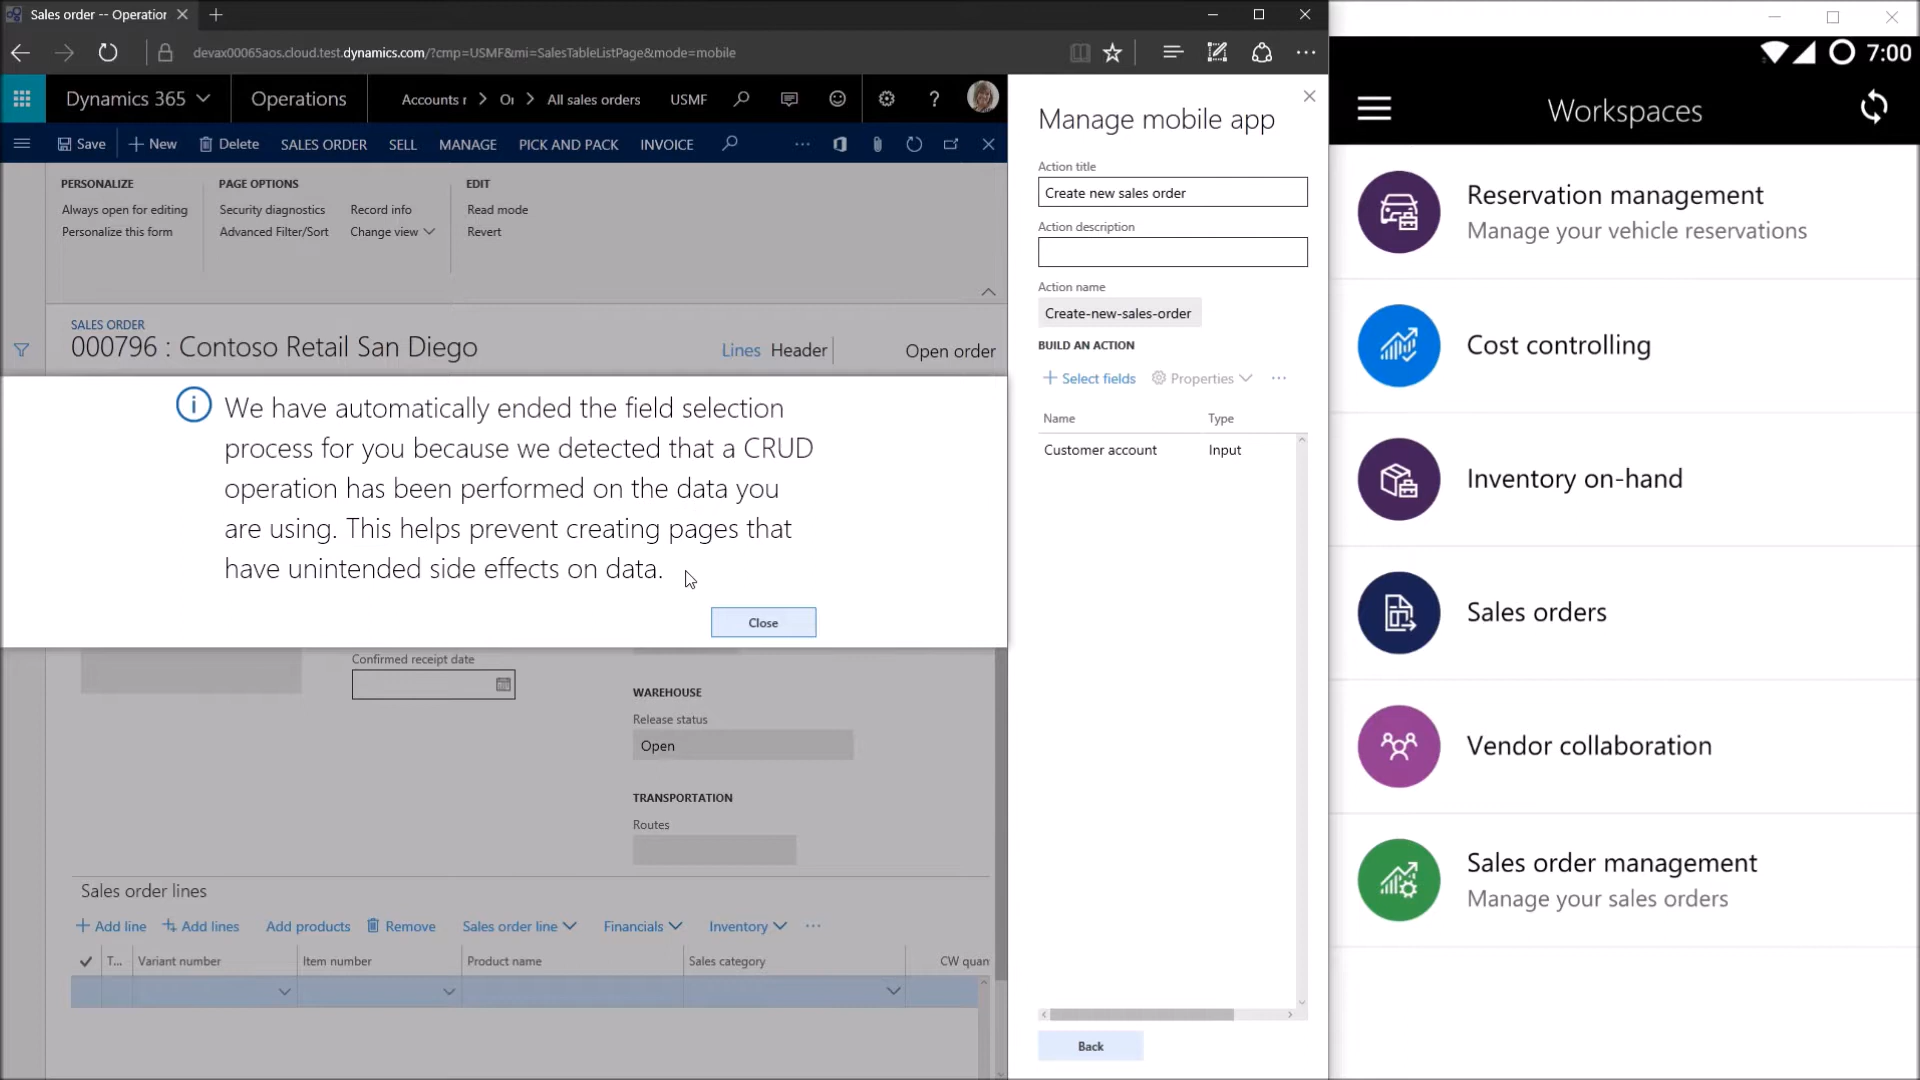 Sales order -- Operation
devax00065aos.cloud.test.dynamics.com/?cmp=USMF&mi=SalesTableListPage&mode=mobile
Dynamics 365
Operations
Accounts r > Or > All sales orders
USMF
Save
New
Delete
SALES ORDER
SELL
MANAGE
PICK AND PACK
INVOICE
PERSONALIZE
Always open for editing
Personalize this form
PAGE OPTIONS
Security diagnostics
Advanced Filter/Sort
Record info
Change view
EDIT
Read mode
Revert
SALES ORDER
000796 : Contoso Retail San Diego
Lines
Header
Open order
We have automatically ended the field selection
process for you because we detected that a CRUD
operation has been performed on the data you
are using. This helps prevent creating pages that
have unintended side effects on data.
Close
Confirmed receipt date
WAREHOUSE
Release status
Open
TRANSPORTATION
Routes
Sales order lines
Add line
Add lines
Add products
Remove
Sales order line
Financials
Inventory
T...
Variant number
Item number
Product name
Sales category
CW quan
Manage mobile app
Action title
Create new sales order
Action description
Action name
Create-new-sales-order
BUILD AN ACTION
Select fields
Properties
Name
Type
Customer account
Input
Back
7:00
Workspaces
Reservation management
Manage your vehicle reservations
Cost controlling
Inventory on-hand
Sales orders
Vendor collaboration
Sales order management
Manage your sales orders